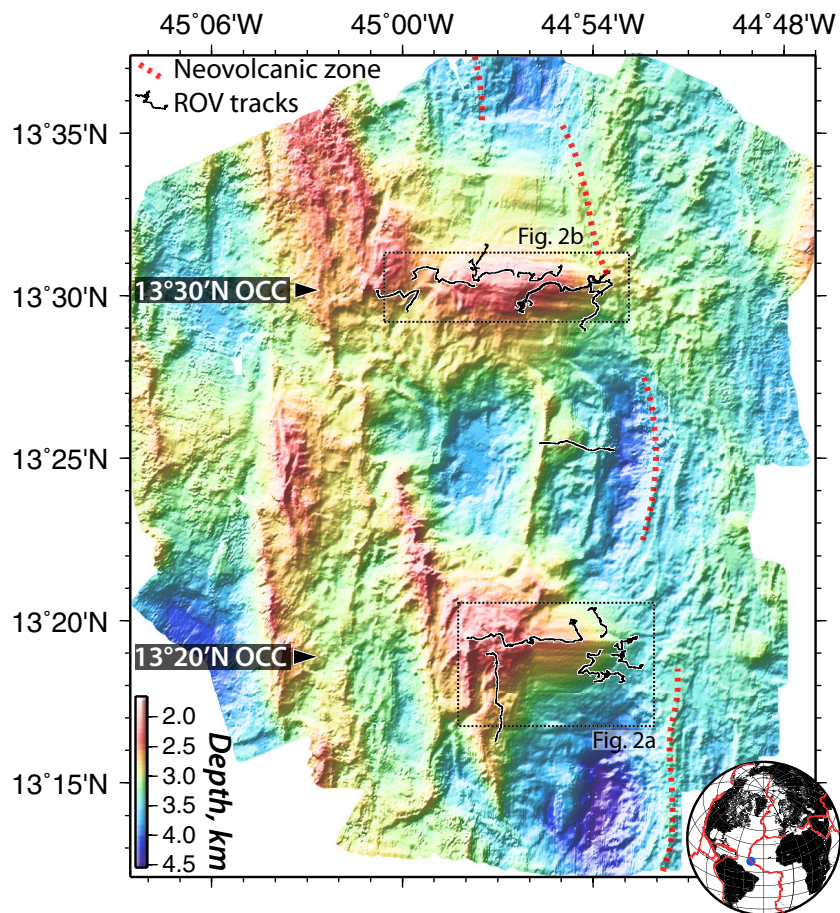 45°06'W 45°00'W 44°54'W 44°48'W
Neovolcanic zone
ROV tracks
13°35'N
Fig. 2b
13°30'N OCC
13°30'N
13°25'N
13°20'N
13°20'N OCC
Fig. 2a
13°15'N
2.0
2.5
3.0
3.5
4.0
4.5
Depth, km